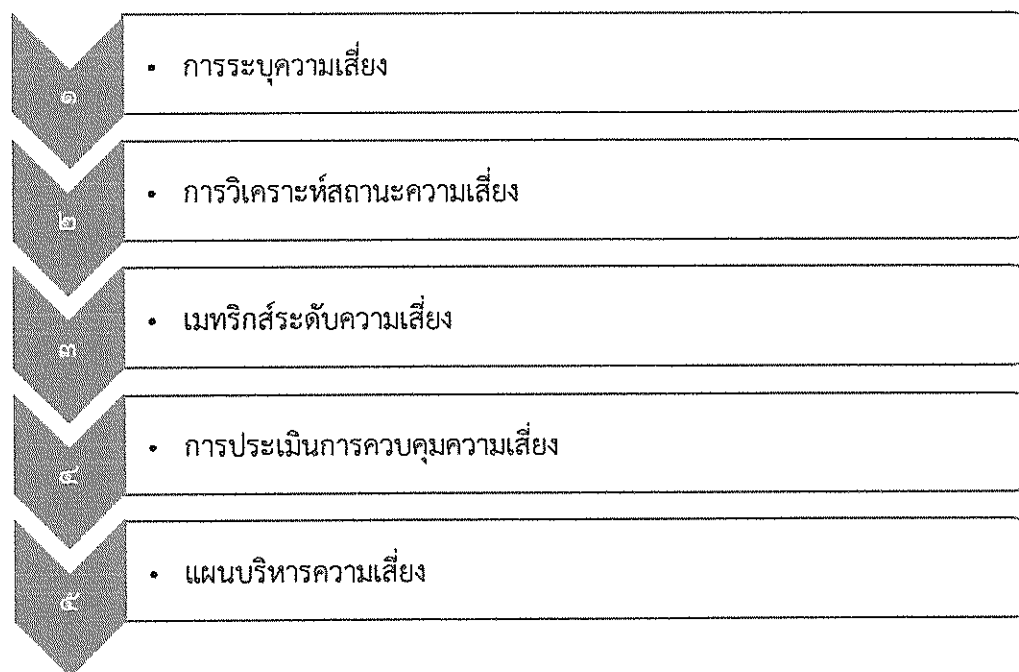 ๑
• การระบุความเสี่ยง
๒
• การวิเคราะห์สถานะความเสี่ยง
๓
• เมทริกส์ระดับความเสี่ยง
๔
• การประเมินการควบคุมความเสี่ยง
๕
• แผนบริหารความเสี่ยง